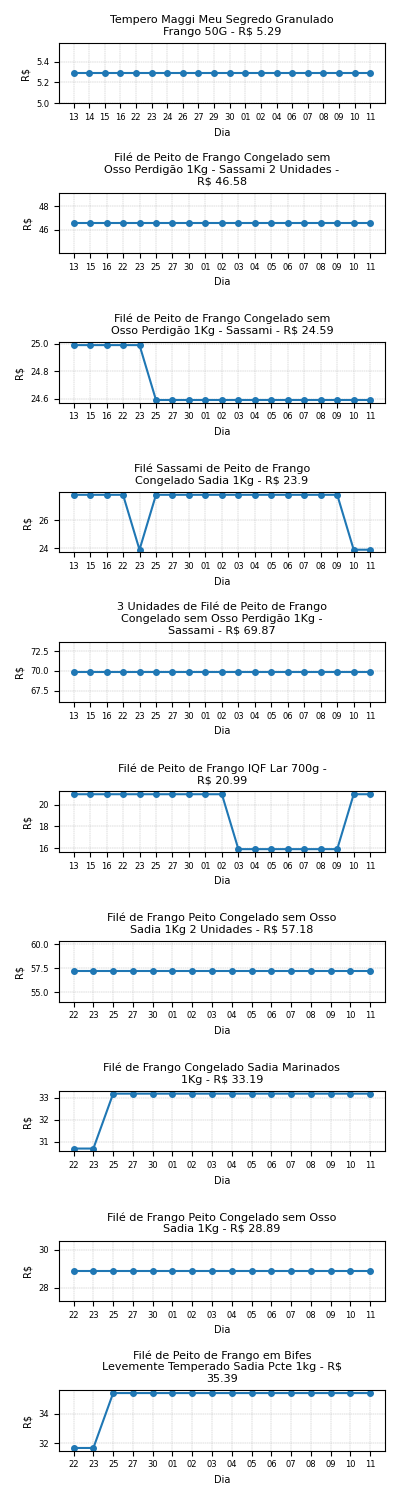 Tempero Maggi Meu Segredo Granulado
Frango 50G - R$ 5.29
5.4
5.2
5.0
R$
13 14 15 16 22 23 24 26 27 29 30 01 02 04 06 07 08 09 10 11
Dia
Filé de Peito de Frango Congelado sem
Osso Perdigão 1Kg - Sassami 2 Unidades -
R$ 46.58
48
46
R$
13 15 16 22 23 25 27 30 01 02 03 04 05 06 07 08 09 10 11
Dia
Filé de Peito de Frango Congelado sem
Osso Perdigão 1Kg - Sassami - R$ 24.59
25.0
24.8
24.6
R$
13 15 16 22 23 25 27 30 01 02 03 04 05 06 07 08 09 10 11
Dia
Filé Sassami de Peito de Frango
Congelado Sadia 1Kg - R$ 23.9
26
24
R$
13 15 16 22 23 25 27 30 01 02 03 04 05 06 07 08 09 10 11
Dia
3 Unidades de Filé de Peito de Frango
Congelado sem Osso Perdigão 1Kg -
Sassami - R$ 69.87
72.5
70.0
67.5
R$
13 15 16 22 23 25 27 30 01 02 03 04 05 06 07 08 09 10 11
Dia
Filé de Peito de Frango IQF Lar 700g -
R$ 20.99
20
18
16
R$
13 15 16 22 23 25 27 30 01 02 03 04 05 06 07 08 09 10 11
Dia
Filé de Frango Peito Congelado sem Osso
Sadia 1Kg 2 Unidades - R$ 57.18
60.0
57.5
55.0
R$
22 23 25 27 30 01 02 03 04 05 06 07 08 09 10 11
Dia
Filé de Frango Congelado Sadia Marinados
1Kg - R$ 33.19
33
32
31
R$
22 23 25 27 30 01 02 03 04 05 06 07 08 09 10 11
Dia
Filé de Frango Peito Congelado sem Osso
Sadia 1Kg - R$ 28.89
30
28
R$
22 23 25 27 30 01 02 03 04 05 06 07 08 09 10 11
Dia
Filé de Peito de Frango em Bifes
Levemente Temperado Sadia Pcte 1kg - R$
35.39
34
32
R$
22 23 25 27 30 01 02 03 04 05 06 07 08 09 10 11
Dia